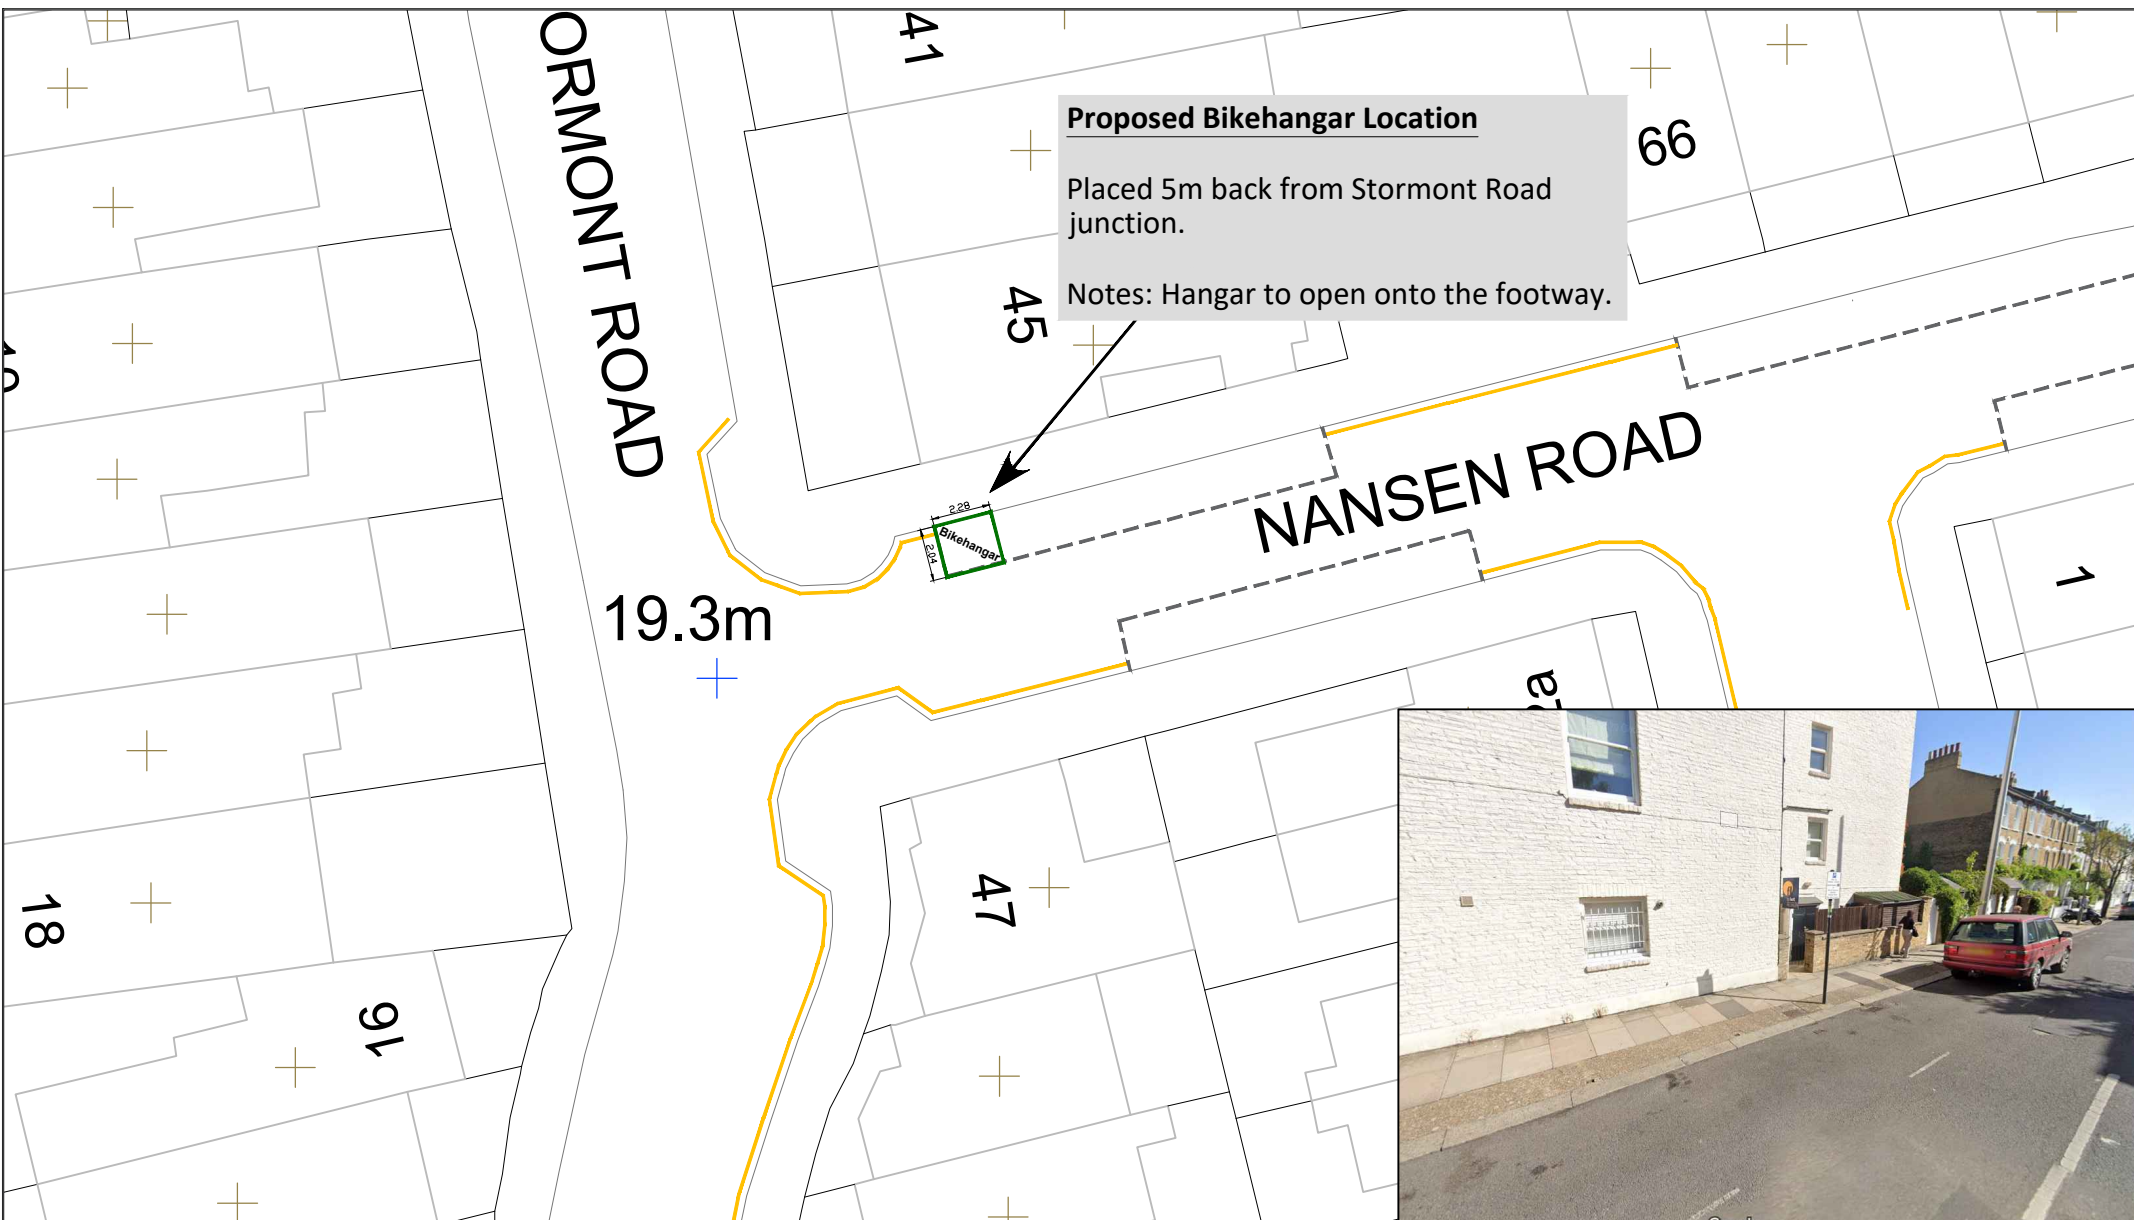 ORMONT ROAD
41
Proposed Bikehangar Location
Placed 5m back from Stormont Road
junction.
Notes: Hangar to open onto the footway.
66
45
NANSEN ROAD
2.28
2.04
Bikehangar
19.3m
1
2a
47
18
16